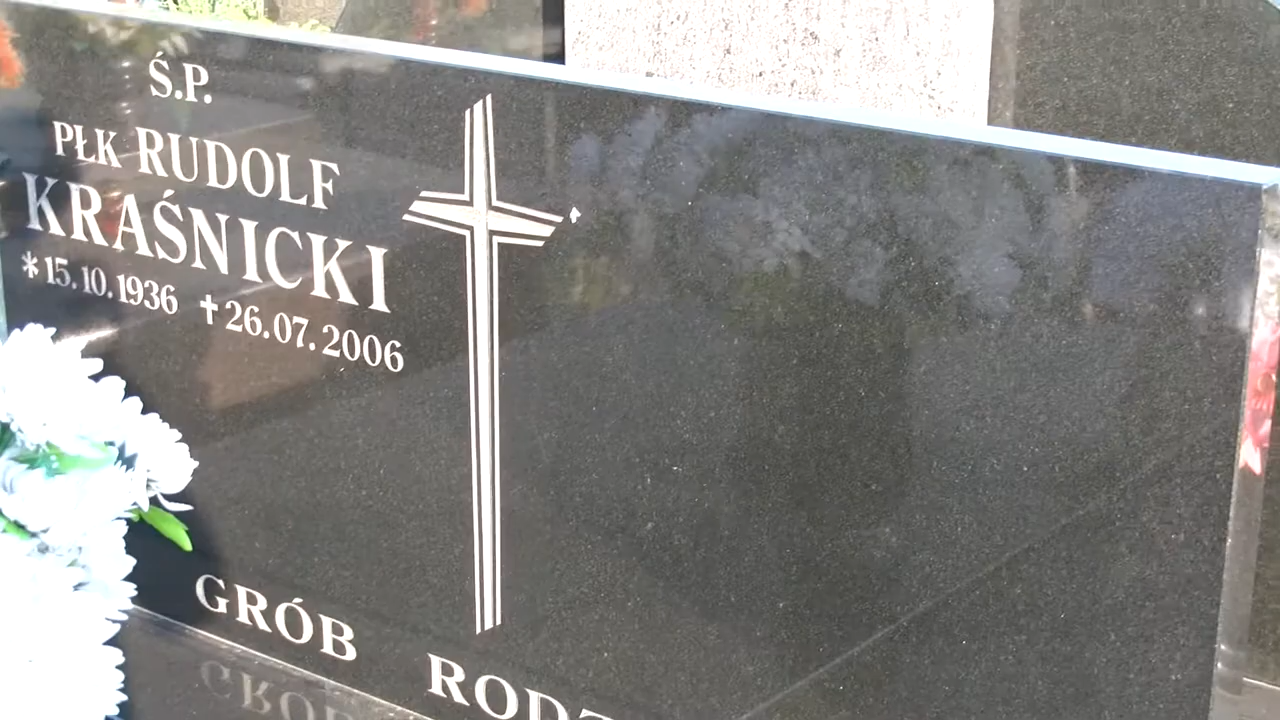 Ś.P.
PŁK RUDOLF
KRAŚNICKI
*15.10.1936 †26.07.2006
GRÓB